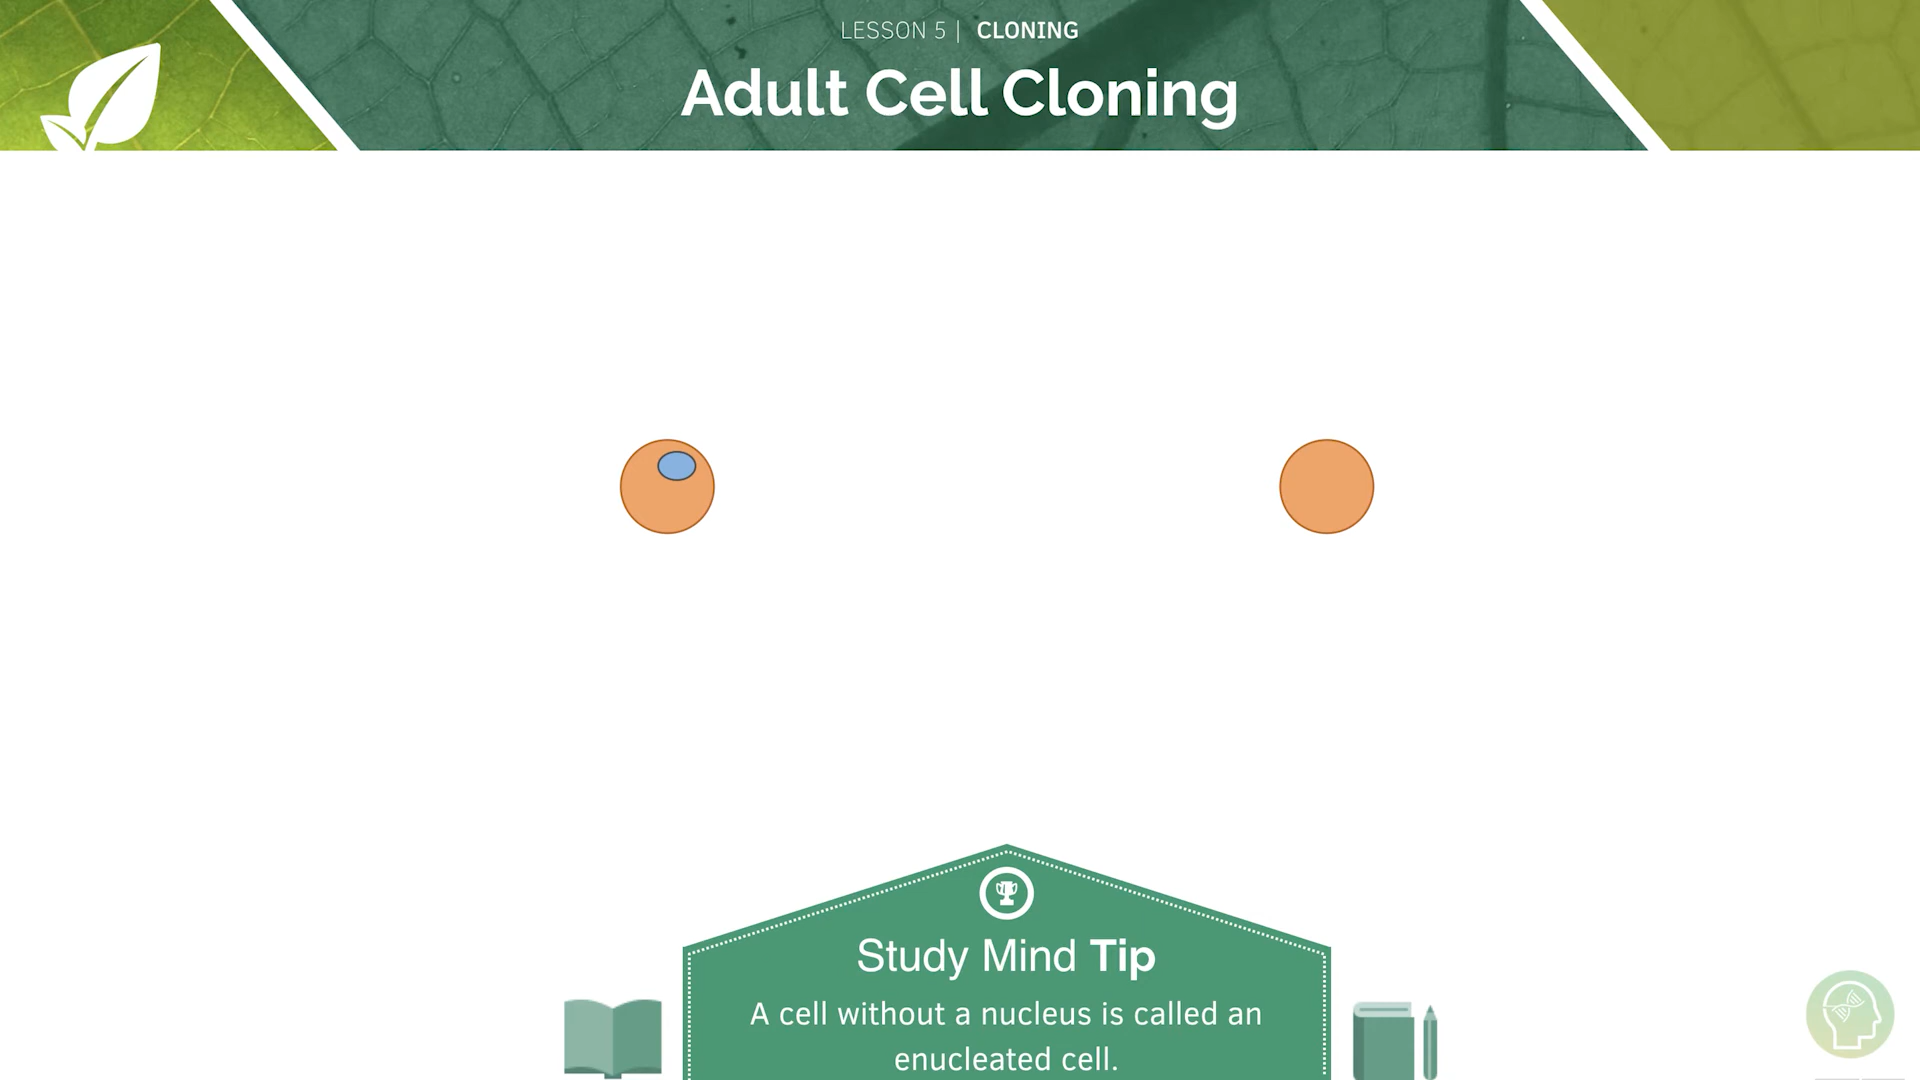 LESSON 5 | CLONING
Adult Cell Cloning
Study Mind Tip
A cell without a nucleus is called an
enucleated cell.